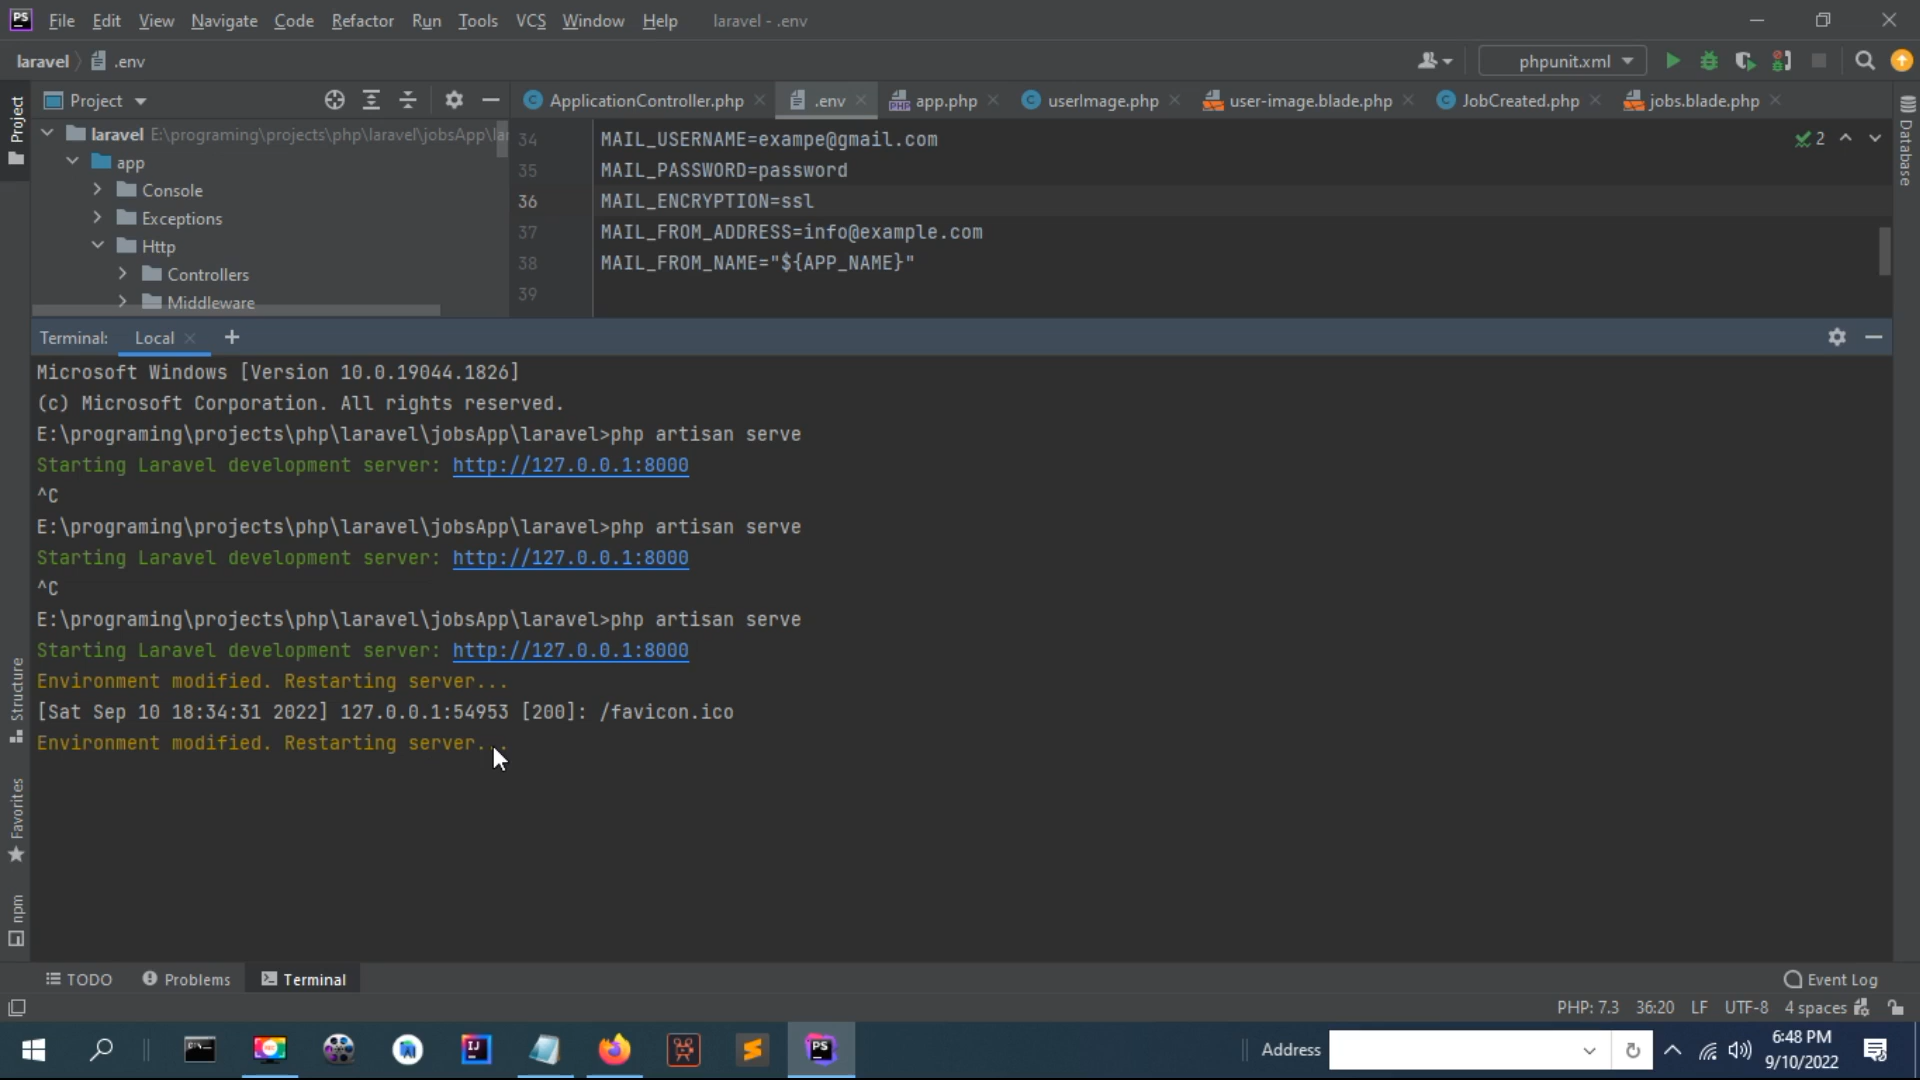 PS File Edit View Navigate Code Refactor Run Tools VCS Window Help laravel - .env
laravel .env phpunit.xml
Project ApplicationController.php .env app.php userImage.php user-image.blade.php JobCreated.php jobs.blade.php
Project
Database
laravel E:\programing\projects\php\laravel\jobsApp\la
app
Console
Exceptions
Http
Controllers
Middleware
34 MAIL_USERNAME=exampe@gmail.com
2
35 MAIL_PASSWORD=password
36 MAIL_ENCRYPTION=ssl
37 MAIL_FROM_ADDRESS=info@example.com
38 MAIL_FROM_NAME="${APP_NAME}"
39
Terminal: Local +
Microsoft Windows [Version 10.0.19044.1826]
(c) Microsoft Corporation. All rights reserved.
E:\programing\projects\php\laravel\jobsApp\laravel>php artisan serve
Starting Laravel development server: http://127.0.0.1:8000
^C
E:\programing\projects\php\laravel\jobsApp\laravel>php artisan serve
Starting Laravel development server: http://127.0.0.1:8000
^C
E:\programing\projects\php\laravel\jobsApp\laravel>php artisan serve
Starting Laravel development server: http://127.0.0.1:8000
Environment modified. Restarting server...
[Sat Sep 10 18:34:31 2022] 127.0.0.1:54953 [200]: /favicon.ico
Environment modified. Restarting server...
Structure
Favorites
npm
TODO Problems Terminal Event Log
PHP: 7.3 36:20 LF UTF-8 4 spaces
IJ PS Address
6:48 PM
9/10/2022